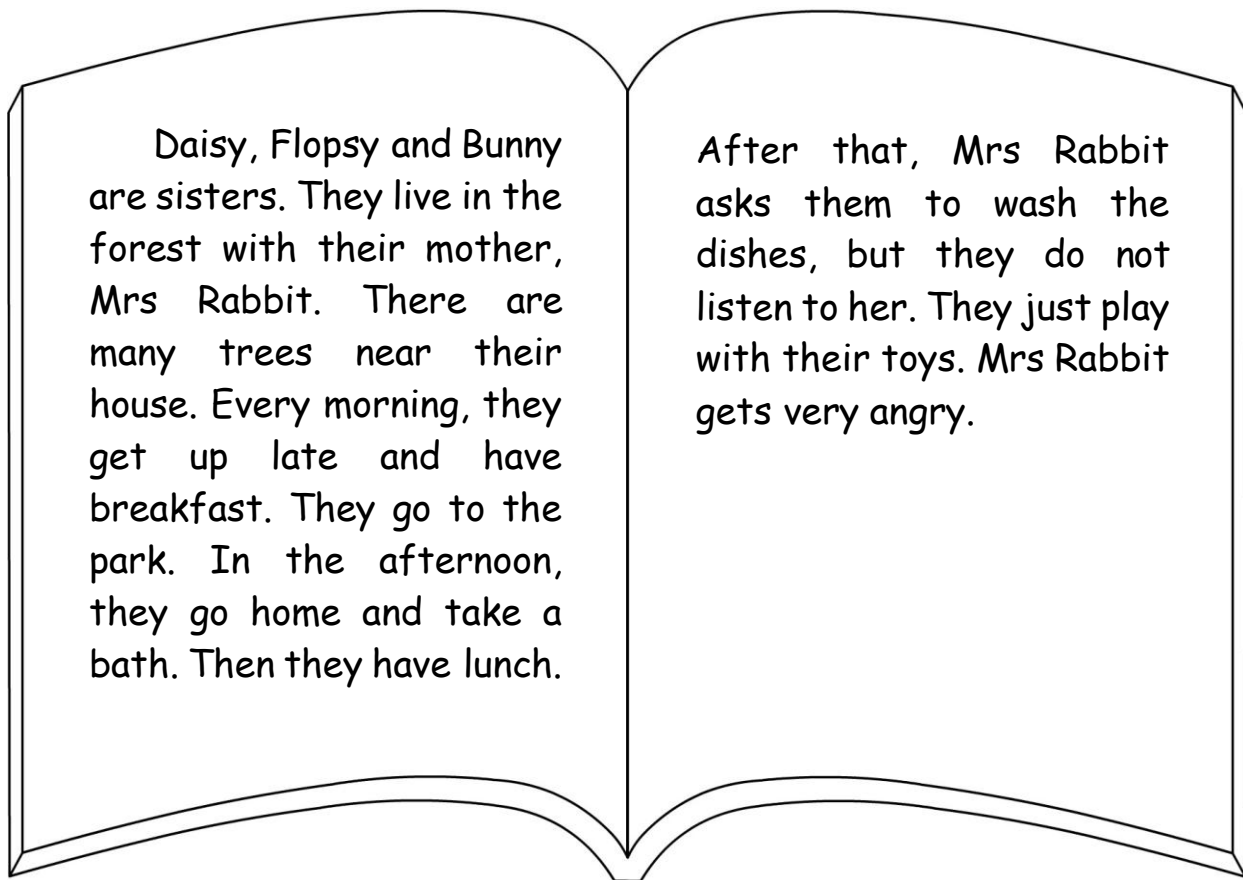 Daisy, Flopsy and Bunny
are sisters. They live in the
forest with their mother,
Mrs Rabbit. There are
many trees near their
house. Every morning, they
get up late and have
breakfast. They go to the
park. In the afternoon,
they go home and take a
bath. Then they have lunch.
After that, Mrs Rabbit
asks them to wash the
dishes, but they do not
listen to her. They just play
with their toys. Mrs Rabbit
gets very angry.